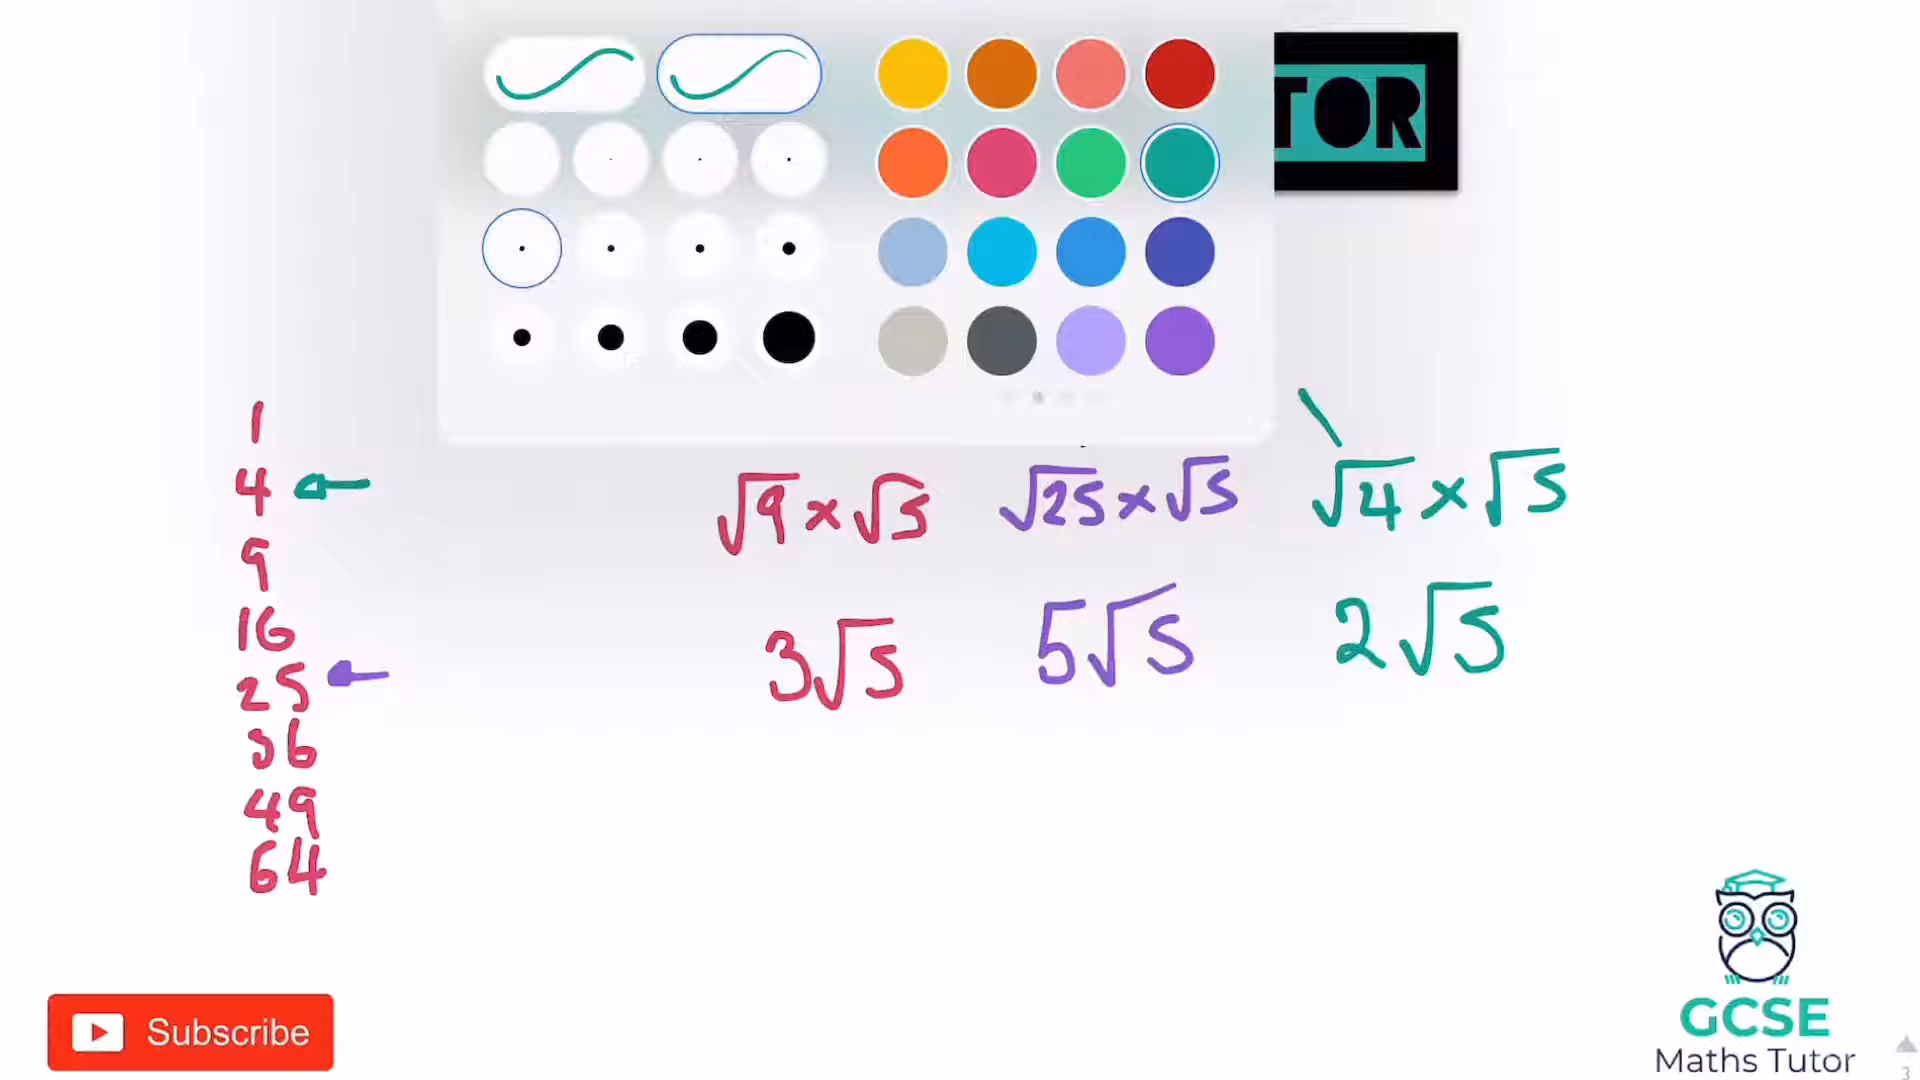 TOR
1
4
9
16
25
36
49
64
√9 × √5
√25 × √5
√4 × √5
3√5
5√5
2√5
Subscribe
GCSE
Maths Tutor
3